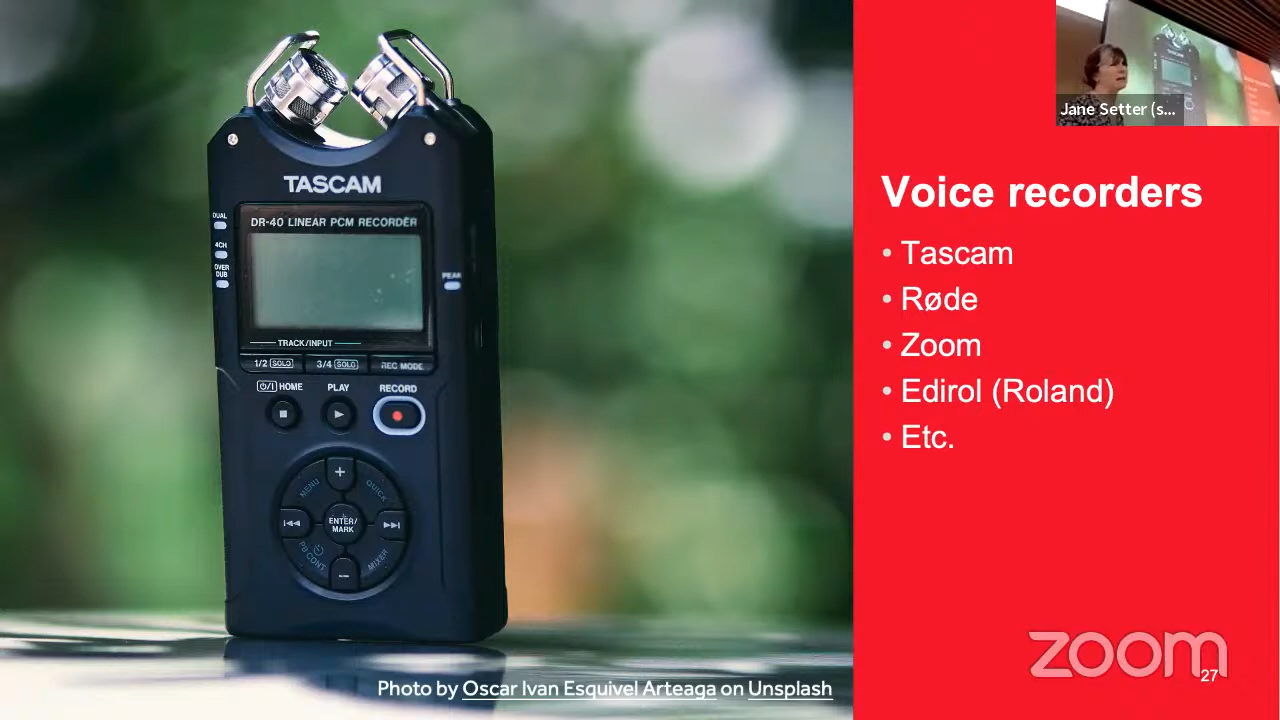 Jane Setter (s...
TASCAM
DR-40 LINEAR PCM RECORDER
DUAL
4CH
OVER
DUB
PEAK
TRACK/INPUT
1/2 SOLO 3/4 SOLO REC MODE
HOME PLAY RECORD
+
MENU QUICK
ENTER/
MARK
PB CONT MIXER
Voice recorders
• Tascam
• Røde
• Zoom
• Edirol (Roland)
• Etc.
zoom
27
Photo by Oscar Ivan Esquivel Arteaga on Unsplash